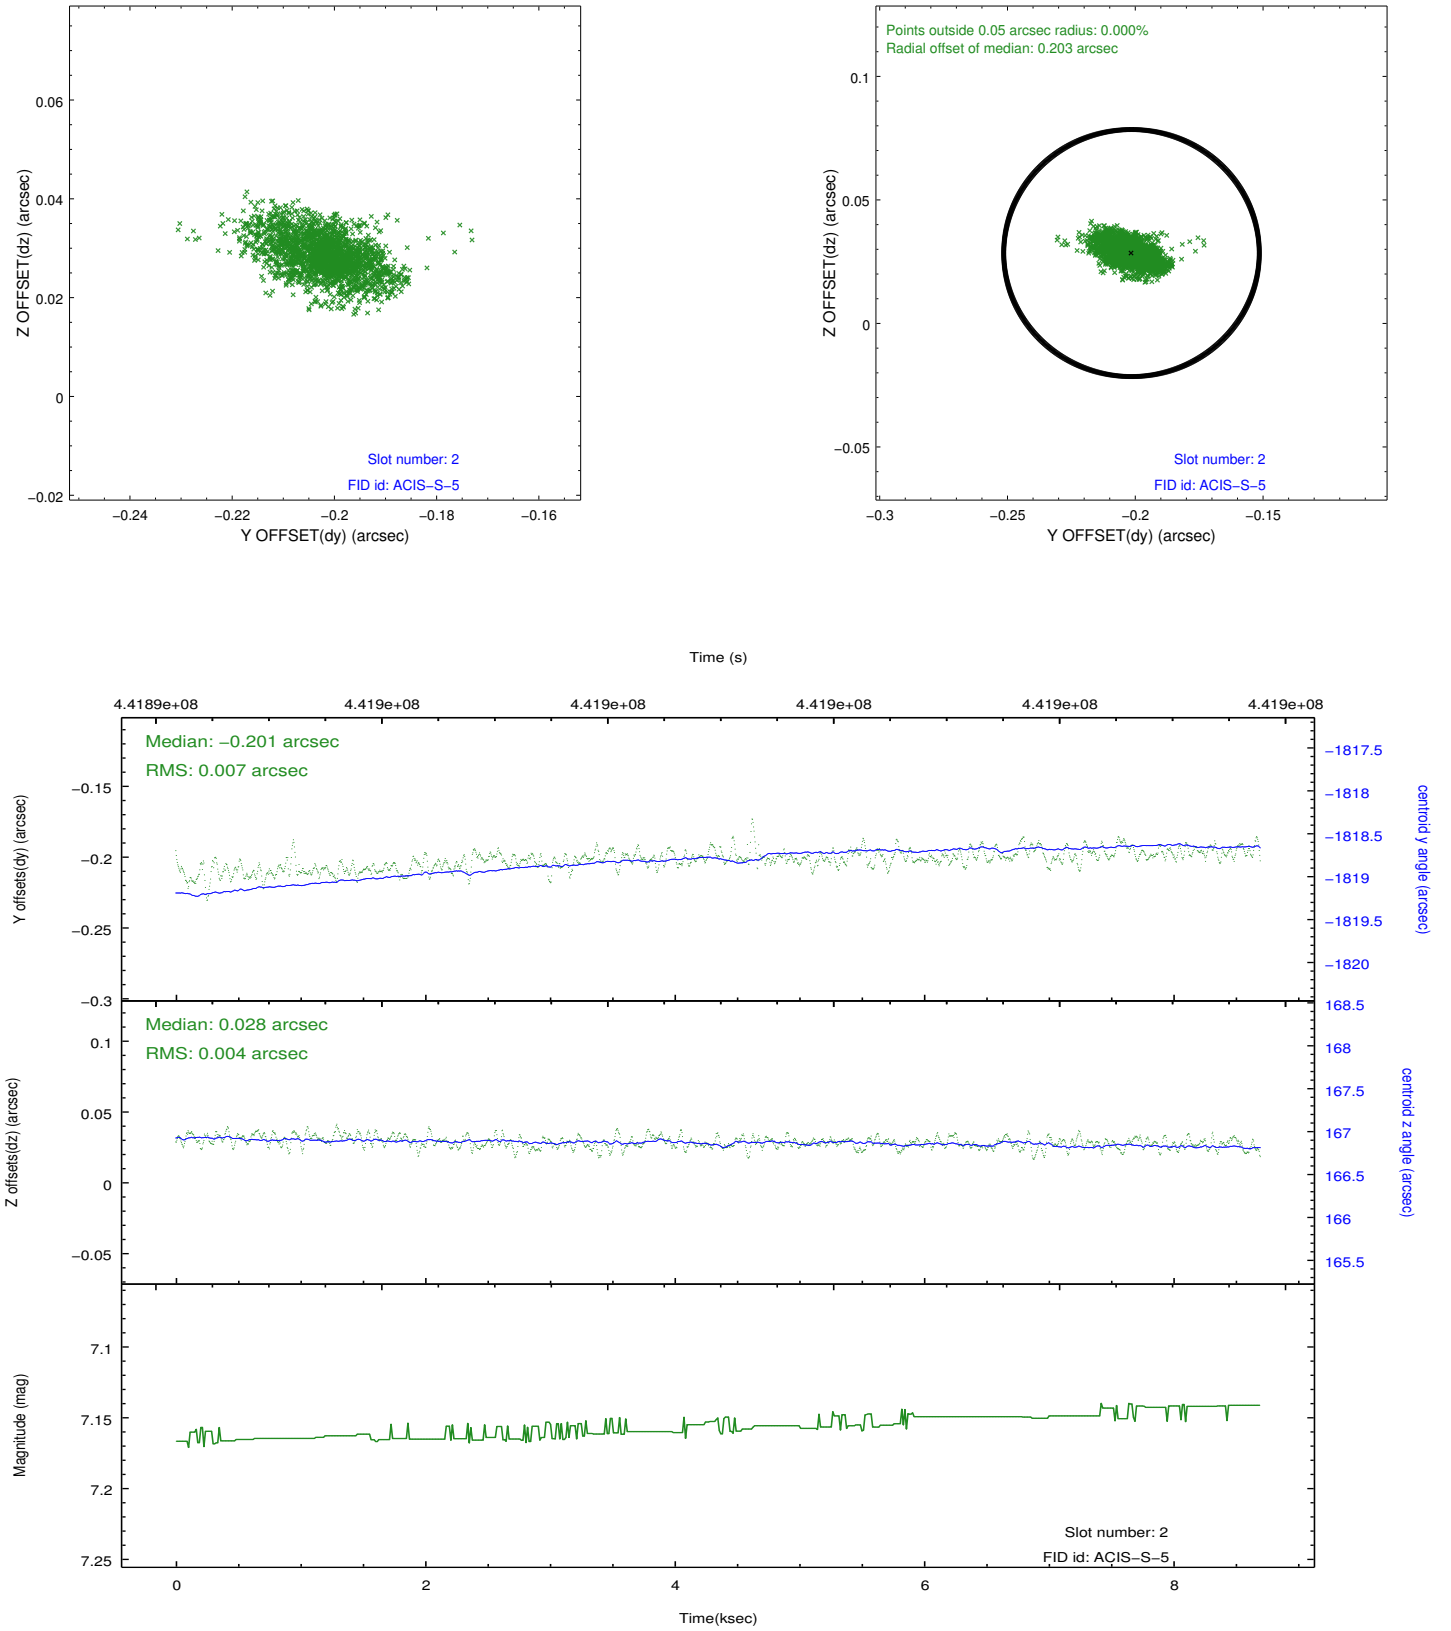 0.06
0.04
0.02
0
−0.02
−0.24
−0.22
−0.2
−0.18
−0.16
Z OFFSET(dz) (arcsec)
Y OFFSET(dy) (arcsec)
Slot number: 2
FID id: ACIS−S−5
Points outside 0.05 arcsec radius: 0.000%
Radial offset of median: 0.203 arcsec
0.1
0.05
0
−0.05
−0.3
−0.25
−0.2
−0.15
Z OFFSET(dz) (arcsec)
Y OFFSET(dy) (arcsec)
Slot number: 2
FID id: ACIS−S−5
Time (s)
4.4189e+08
4.419e+08
4.419e+08
4.419e+08
4.419e+08
4.419e+08
Median: −0.201 arcsec
RMS: 0.007 arcsec
−0.15
−0.2
−0.25
−0.3
Y offsets(dy) (arcsec)
−1817.5
−1818
−1818.5
−1819
−1819.5
−1820
centroid y angle (arcsec)
Median: 0.028 arcsec
RMS: 0.004 arcsec
0.1
0.05
0
−0.05
Z offsets(dz) (arcsec)
168.5
168
167.5
167
166.5
166
165.5
centroid z angle (arcsec)
7.1
7.15
7.2
7.25
Magnitude (mag)
Slot number: 2
FID id: ACIS−S−5
0
2
4
6
8
Time(ksec)